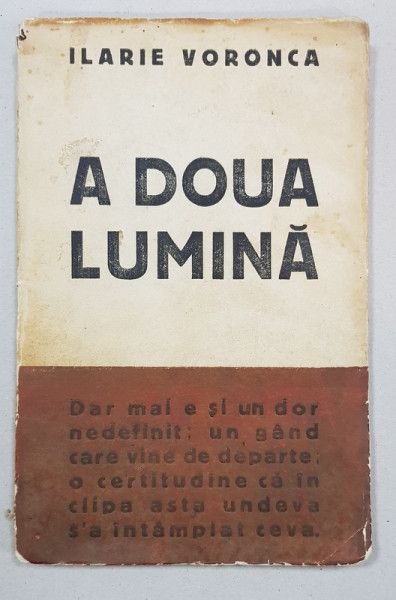 ILARIE VORONCA
A DOUA
LUMINĂ
Dar mai e și un dor
nedefinit; un gând
care vine de departe;
o certitudine că în
clipa asta undeva
s'a întâmplat ceva.